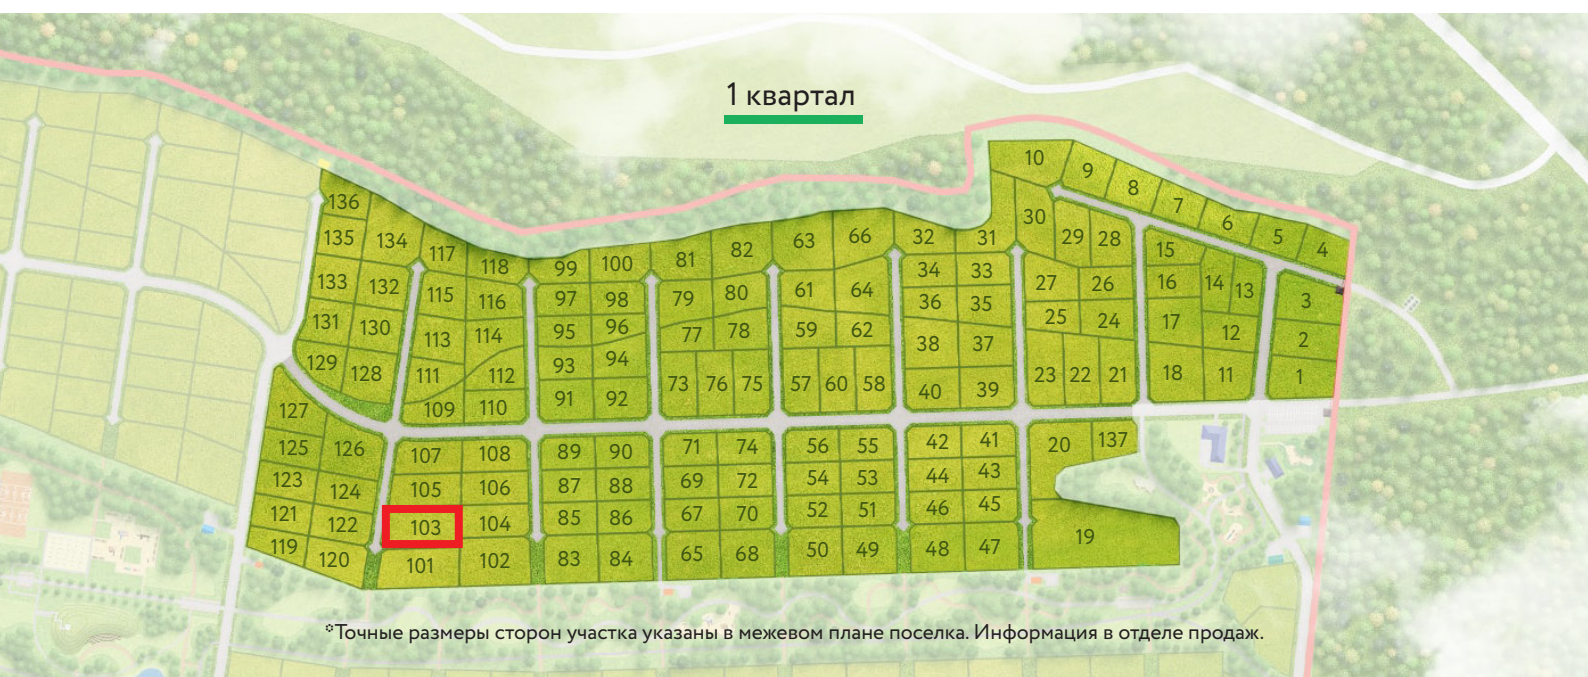 1 квартал
10
9
8
7
6
5
4
136
135 134 117 118 99 100 81 82 63 66 32 31 30 29 28 15
133 132 115 116 97 98 79 80 61 64 34 33 27 26 16 14 13 3
131 130 113 114 95 96 77 78 59 62 36 35 25 24 17 12 2
129 128 111 112 93 94 73 76 75 57 60 58 38 37 23 22 21 18 11 1
127 109 110 91 92 40 39
125 126 107 108 89 90 71 74 56 55 42 41 20 137
123 124 105 106 87 88 69 72 54 53 44 43
121 122 103 104 85 86 67 70 52 51 46 45 19
119 120 101 102 83 84 65 68 50 49 48 47
*Точные размеры сторон участка указаны в межевом плане поселка. Информация в отделе продаж.